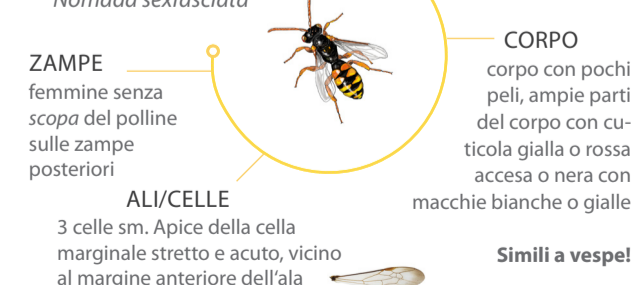 Nomada sexfasciata
ZAMPE
femmine senza
scopa del polline
sulle zampe
posteriori
CORPO
corpo con pochi
peli, ampie parti
del corpo con cu-
ticola gialla o rossa
accesa o nera con
macchie bianche o gialle
Simili a vespe!
ALI/CELLE
3 celle sm. Apice della cella
marginale stretto e acuto, vicino
al margine anteriore dell'ala